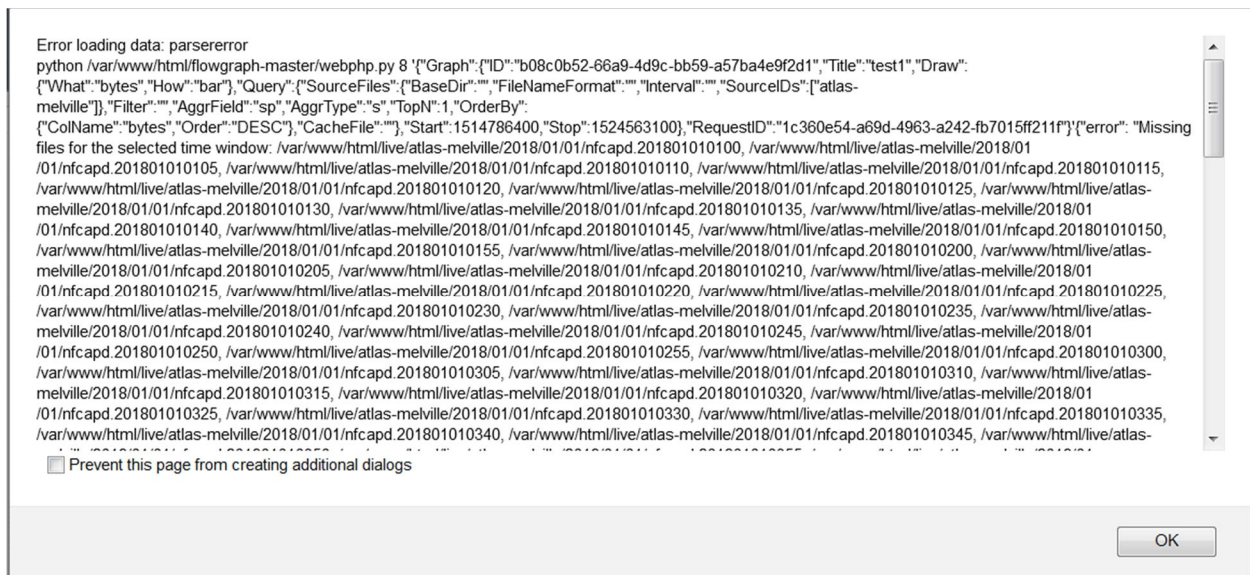 Error loading data: parsererror
python /var/www/html/flowgraph-master/webphp.py 8 '{"Graph":{"ID":"b08c0b52-66a9-4d9c-bb59-a57ba4e9f2d1","Title":"test1","Draw":
{"What":"bytes","How":"bar"},"Query":{"SourceFiles":{"BaseDir":"","FileNameFormat":"","Interval":"","SourceIDs":["atlas-
melville"]},"Filter":"","AggrField":"sp","AggrType":"s","TopN":1,"OrderBy":
{"ColName":"bytes","Order":"DESC"},"CacheFile":""},"Start":1514786400,"Stop":1524563100},"RequestID":"1c360e54-a69d-4963-a242-fb7015ff211f"}'{"error": "Missing
files for the selected time window: /var/www/html/live/atlas-melville/2018/01/01/nfcapd.201801010100, /var/www/html/live/atlas-melville/2018/01
/01/nfcapd.201801010105, /var/www/html/live/atlas-melville/2018/01/01/nfcapd.201801010110, /var/www/html/live/atlas-melville/2018/01/01/nfcapd.201801010115,
/var/www/html/live/atlas-melville/2018/01/01/nfcapd.201801010120, /var/www/html/live/atlas-melville/2018/01/01/nfcapd.201801010125, /var/www/html/live/atlas-
melville/2018/01/01/nfcapd.201801010130, /var/www/html/live/atlas-melville/2018/01/01/nfcapd.201801010135, /var/www/html/live/atlas-melville/2018/01
/01/nfcapd.201801010140, /var/www/html/live/atlas-melville/2018/01/01/nfcapd.201801010145, /var/www/html/live/atlas-melville/2018/01/01/nfcapd.201801010150,
/var/www/html/live/atlas-melville/2018/01/01/nfcapd.201801010155, /var/www/html/live/atlas-melville/2018/01/01/nfcapd.201801010200, /var/www/html/live/atlas-
melville/2018/01/01/nfcapd.201801010205, /var/www/html/live/atlas-melville/2018/01/01/nfcapd.201801010210, /var/www/html/live/atlas-melville/2018/01
/01/nfcapd.201801010215, /var/www/html/live/atlas-melville/2018/01/01/nfcapd.201801010220, /var/www/html/live/atlas-melville/2018/01/01/nfcapd.201801010225,
/var/www/html/live/atlas-melville/2018/01/01/nfcapd.201801010230, /var/www/html/live/atlas-melville/2018/01/01/nfcapd.201801010235, /var/www/html/live/atlas-
melville/2018/01/01/nfcapd.201801010240, /var/www/html/live/atlas-melville/2018/01/01/nfcapd.201801010245, /var/www/html/live/atlas-melville/2018/01
/01/nfcapd.201801010250, /var/www/html/live/atlas-melville/2018/01/01/nfcapd.201801010255, /var/www/html/live/atlas-melville/2018/01/01/nfcapd.201801010300,
/var/www/html/live/atlas-melville/2018/01/01/nfcapd.201801010305, /var/www/html/live/atlas-melville/2018/01/01/nfcapd.201801010310, /var/www/html/live/atlas-
melville/2018/01/01/nfcapd.201801010315, /var/www/html/live/atlas-melville/2018/01/01/nfcapd.201801010320, /var/www/html/live/atlas-melville/2018/01
/01/nfcapd.201801010325, /var/www/html/live/atlas-melville/2018/01/01/nfcapd.201801010330, /var/www/html/live/atlas-melville/2018/01/01/nfcapd.201801010335,
/var/www/html/live/atlas-melville/2018/01/01/nfcapd.201801010340, /var/www/html/live/atlas-melville/2018/01/01/nfcapd.201801010345, /var/www/html/live/atlas-
Prevent this page from creating additional dialogs
OK